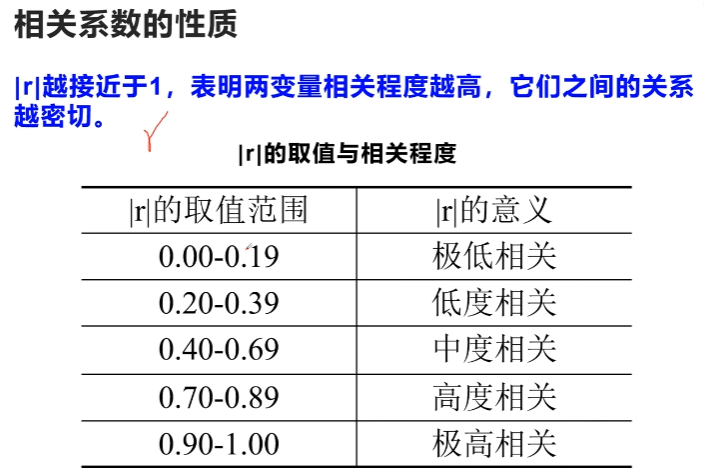 相关系数的性质
|r|越接近于1，表明两变量相关程度越高，它们之间的关系
越密切。
|r|的取值与相关程度
|r|的取值范围 |r|的意义
0.00-0.19 极低相关
0.20-0.39 低度相关
0.40-0.69 中度相关
0.70-0.89 高度相关
0.90-1.00 极高相关